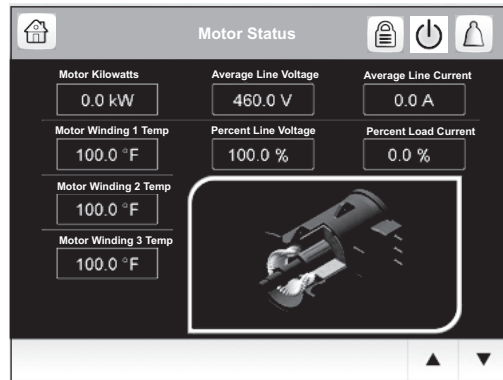 Motor Status
Motor Kilowatts
Average Line Voltage
Average Line Current
0.0 kW
460.0 V
0.0 A
Motor Winding 1 Temp
Percent Line Voltage
Percent Load Current
100.0 °F
100.0 %
0.0 %
Motor Winding 2 Temp
100.0 °F
Motor Winding 3 Temp
100.0 °F